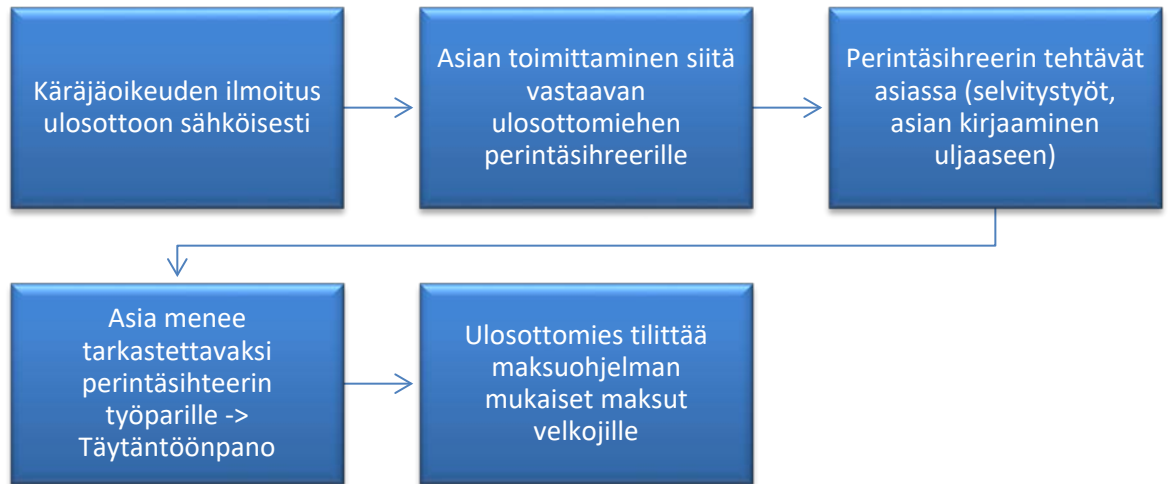 Käräjäoikeuden ilmoitus
ulosottoon sähköisesti
Asian toimittaminen siitä
vastaavan
ulosottomiehen
perintäsihreerille
Perintäsihreerin tehtävät
asiassa (selvitystyöt,
asian kirjaaminen
uljaaseen)
Asia menee
tarkastettavaksi
perintäsihteerin
työparille -&gt;
Täytäntöönpano
Ulosottomies tilittää
maksuohjelman
mukaiset maksut
velkojille